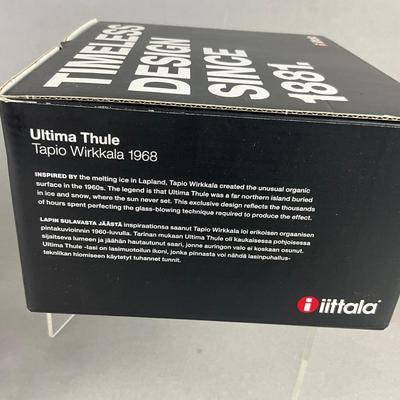 TIMELESS
DESIGN
SINCE
1881.
Ultima Thule
Tapio Wirkkala 1968
INSPIRED BY the melting ice in Lapland, Tapio Wirkkala created the unusual organic
surface in the 1960s. The legend is that Ultima Thule was a far northern island buried
in ice and snow, where the sun never set. This exclusive design reflects the thousands
of hours spent perfecting the glass-blowing technique required to produce the effect.
LAPIN SULAVASTA JÄÄSTÄ inspiraationsa saanut Tapio Wirkkala loi erikoisen orgaanisen
pintakuvioinnin 1960-luvulla. Tarinan mukaan Ultima Thule oli kaukaisessa pohjoisessa
sijaitseva lumeen ja jäähän hautautunut saari, jonne auringon valo ei koskaan osunut.
Ultima Thule -lasi on lasimuotoilun ikoni, jonka pinnasta voi nähdä lasinpuhallus-
tekniikan hiomiseen käytetyt tuhannet tunnit.
i iittala